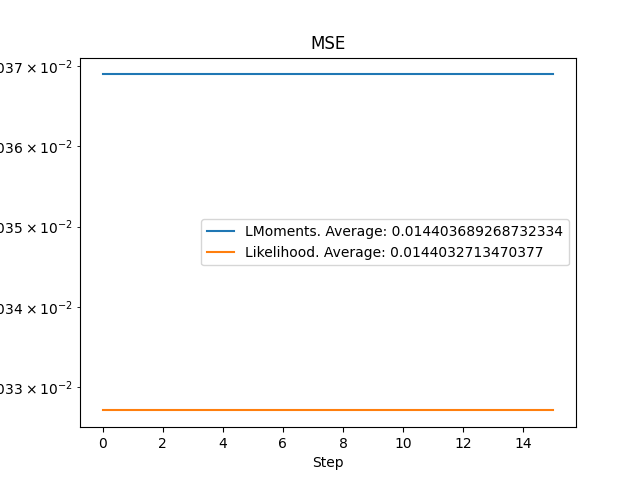 MSE
037 × 10⁻²
036 × 10⁻²
035 × 10⁻²
034 × 10⁻²
033 × 10⁻²
LMoments. Average: 0.014403689268732334
Likelihood. Average: 0.0144032713470377
0 2 4 6 8 10 12 14
Step